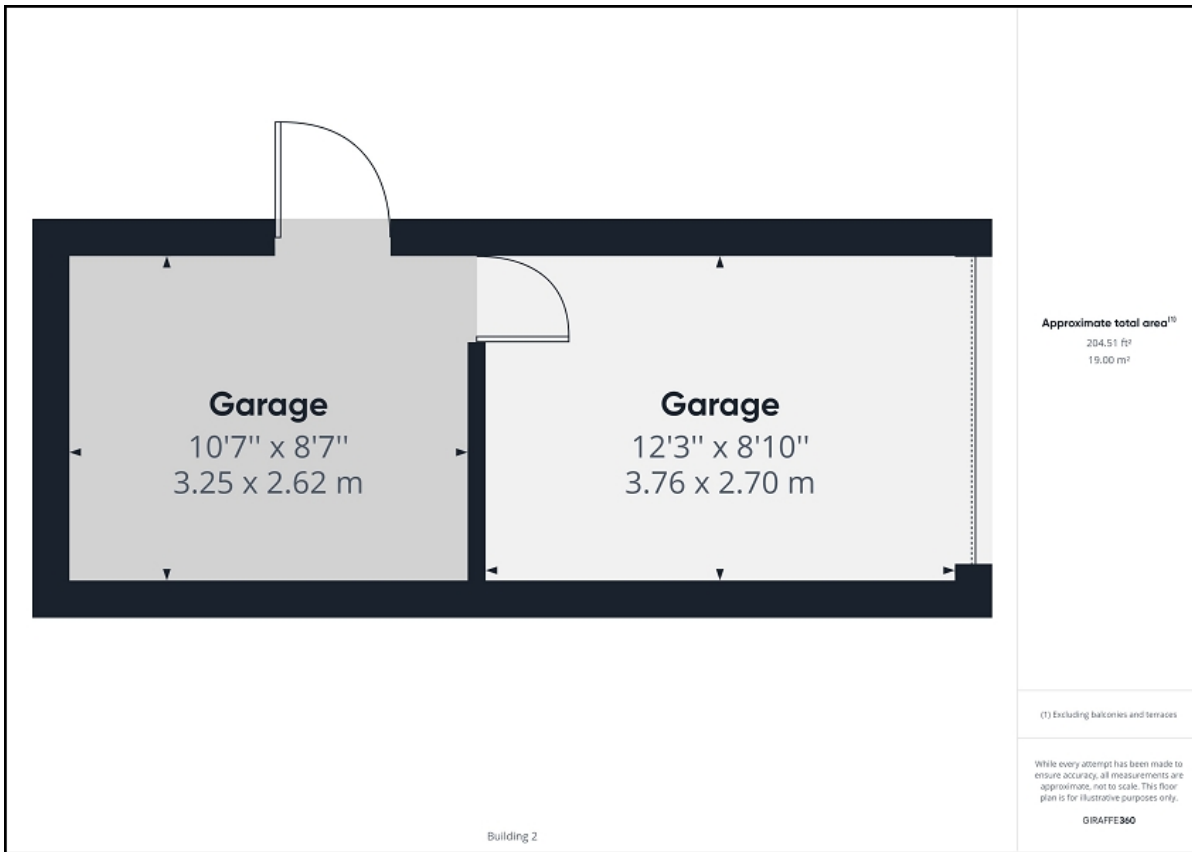 Garage
10'7" x 8'7"
3.25 x 2.62 m
Garage
12'3" x 8'10"
3.76 x 2.70 m
Approximate total area(1)
204.51 ft²
19.00 m²
(1) Excluding balconies and terraces
While every attempt has been made to
ensure accuracy, all measurements are
approximate, not to scale. This floor
plan is for illustrative purposes only.
GIRAFFE360
Building 2